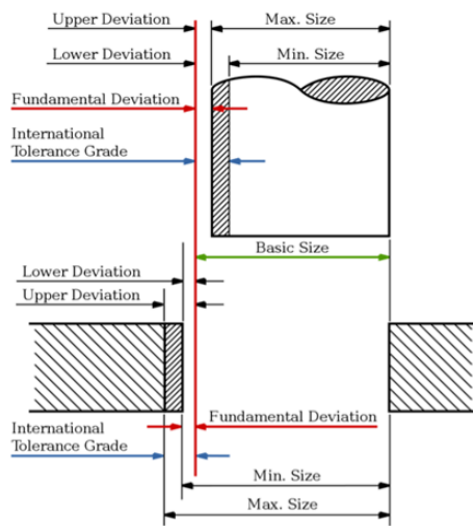 Upper Deviation
Max. Size
Lower Deviation
Min. Size
Fundamental Deviation
International
Tolerance Grade
Basic Size
Lower Deviation
Upper Deviation
Fundamental Deviation
International
Tolerance Grade
Min. Size
Max. Size